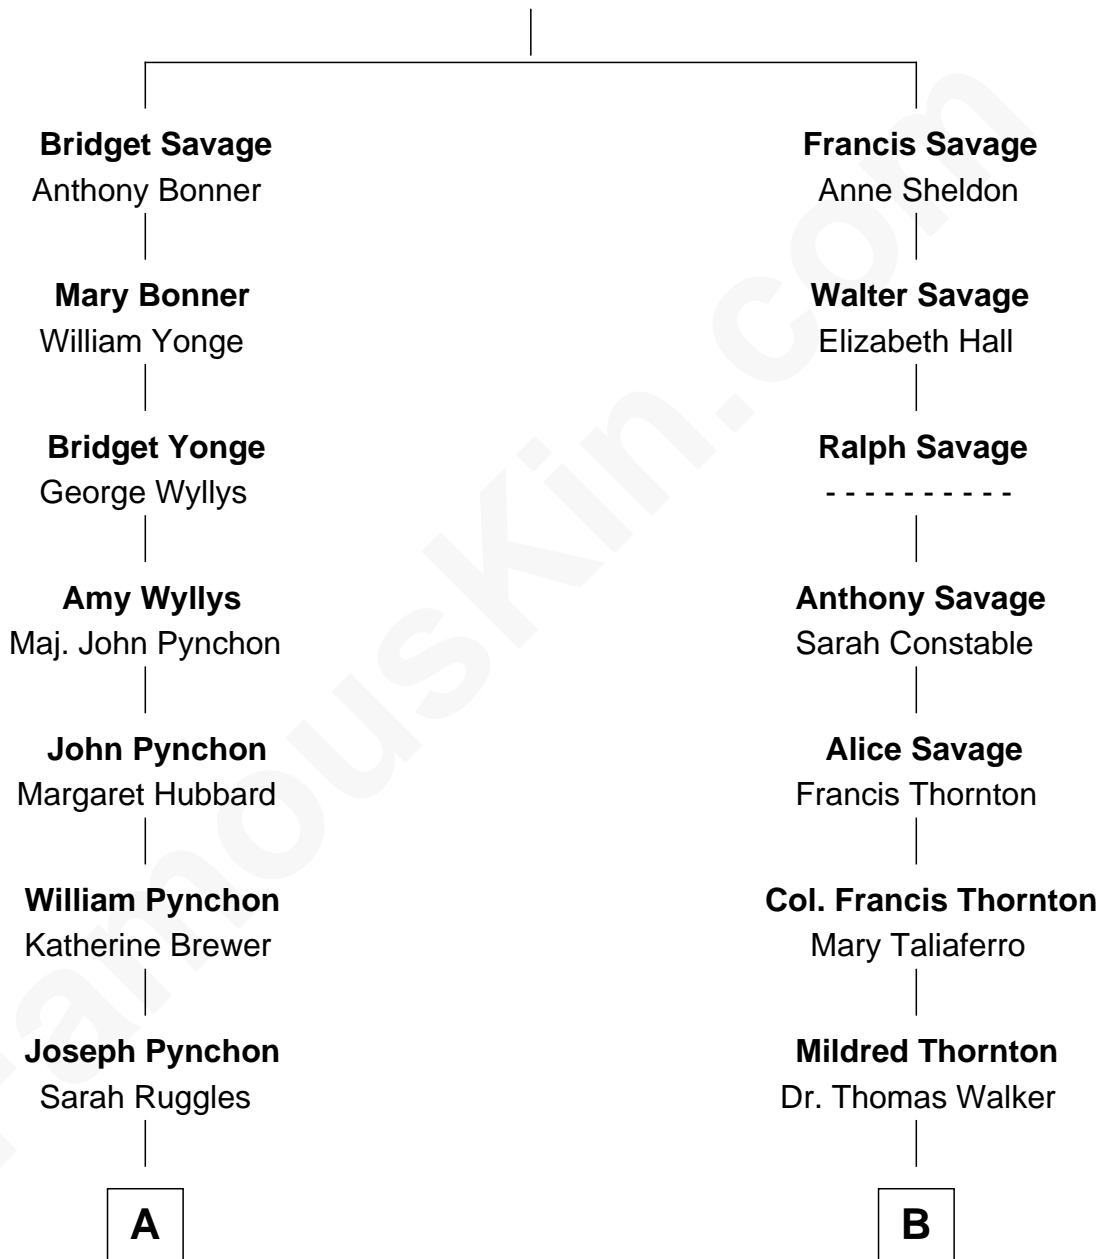 Bridget Savage
Anthony Bonner
Mary Bonner
William Yonge
Bridget Yonge
George Wyllys
Amy Wyllys
Maj. John Pynchon
John Pynchon
Margaret Hubbard
William Pynchon
Katherine Brewer
Joseph Pynchon
Sarah Ruggles
A
Francis Savage
Anne Sheldon
Walter Savage
Elizabeth Hall
Ralph Savage
- - - - - - - - - -
Anthony Savage
Sarah Constable
Alice Savage
Francis Thornton
Col. Francis Thornton
Mary Taliaferro
Mildred Thornton
Dr. Thomas Walker
B
FamousKin.com